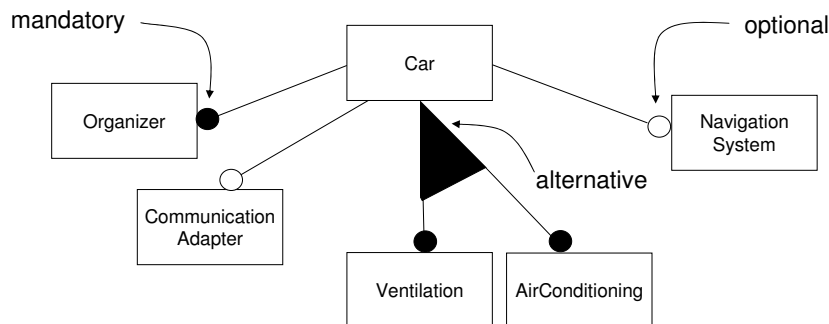 mandatory
optional
Car
Organizer
Navigation
System
alternative
Communication
Adapter
Ventilation
AirConditioning